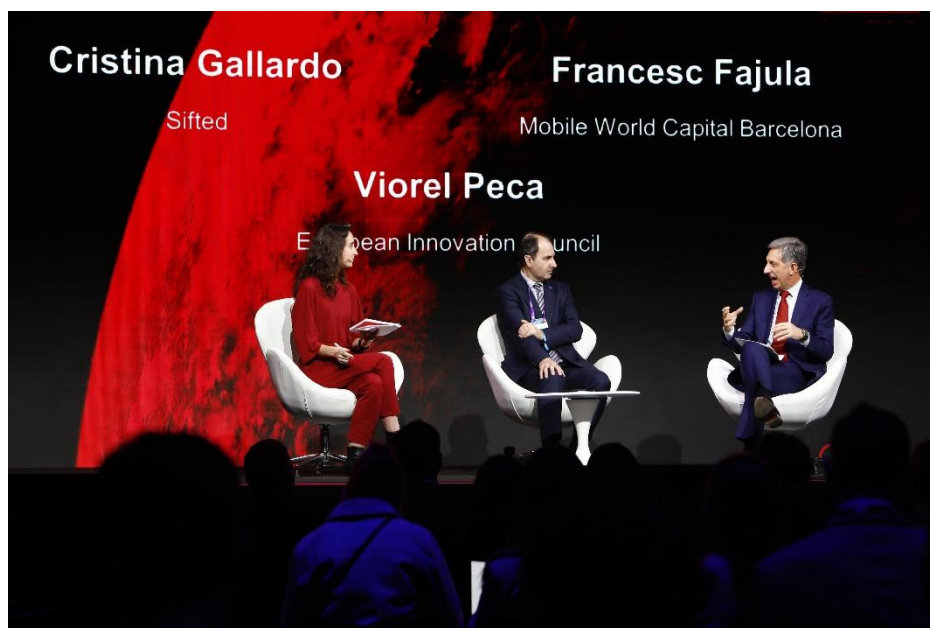 Cristina Gallardo
Sifted
Francesc Fajula
Mobile World Capital Barcelona
Viorel Peca
Innovation